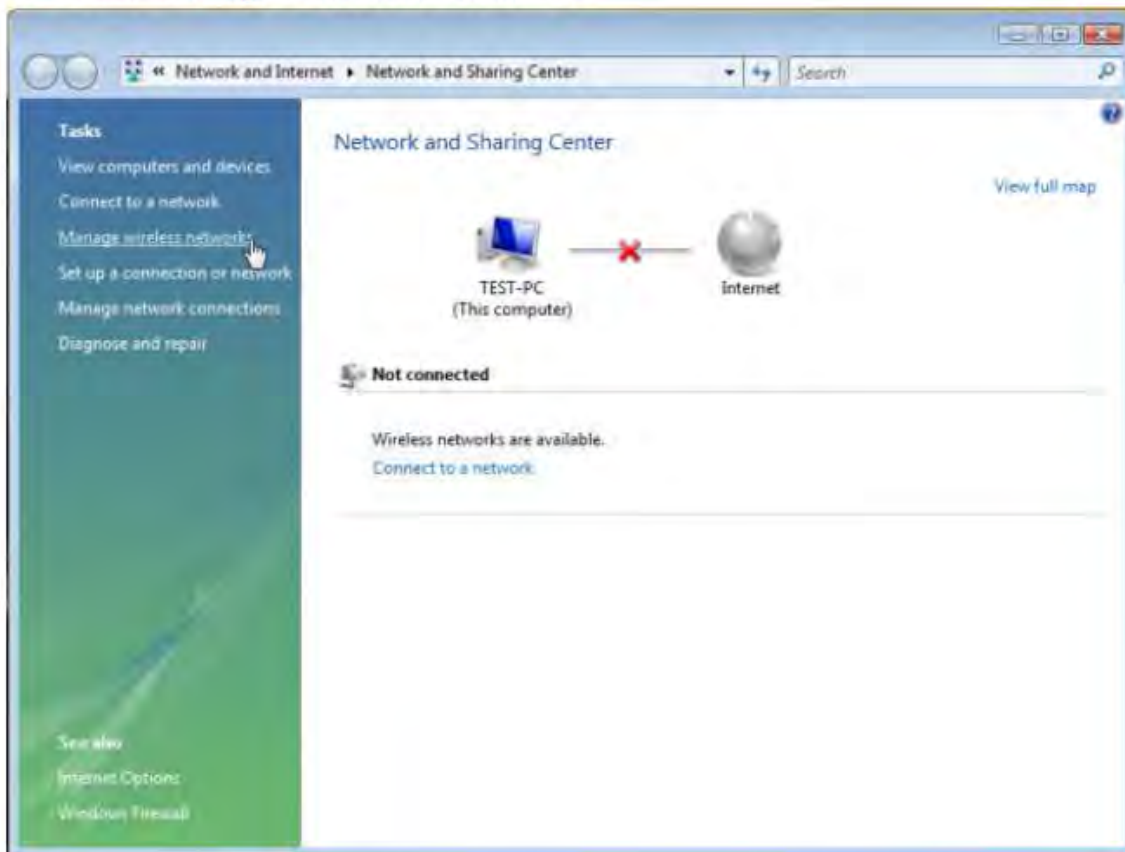 « Network and Internet ▸ Network and Sharing Center
Search
Tasks
View computers and devices
Connect to a network
Manage wireless networks
Set up a connection or network
Manage network connections
Diagnose and repair
See also
Internet Options
Windows Firewall
Network and Sharing Center
View full map
TEST-PC
(This computer)
Internet
Not connected
Wireless networks are available.
Connect to a network